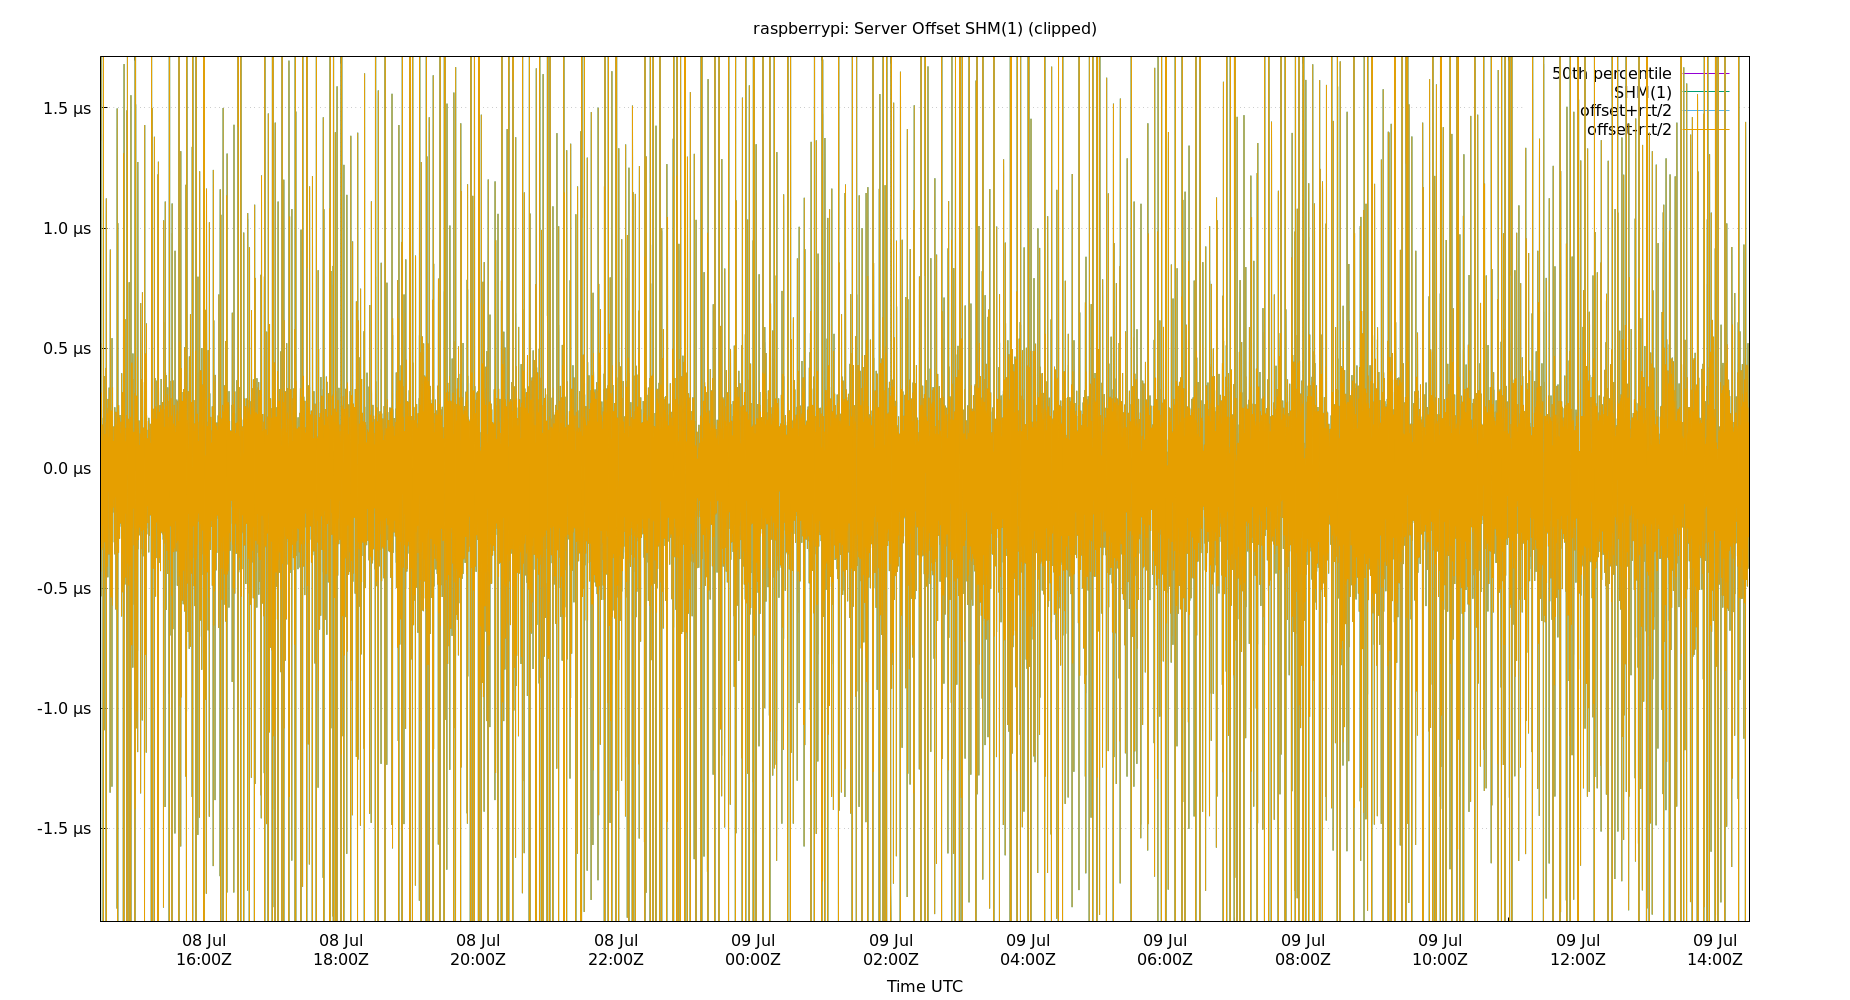 raspberrypi: Server Offset SHM(1) (clipped)
50th percentile
SHM(1)
offset+rtt/2
offset-rtt/2
1.5 µs
1.0 µs
0.5 µs
0.0 µs
-0.5 µs
-1.0 µs
-1.5 µs
08 Jul 08 Jul 08 Jul 08 Jul 09 Jul 09 Jul 09 Jul 09 Jul 09 Jul 09 Jul 09 Jul 09 Jul
16:00Z 18:00Z 20:00Z 22:00Z 00:00Z 02:00Z 04:00Z 06:00Z 08:00Z 10:00Z 12:00Z 14:00Z
Time UTC